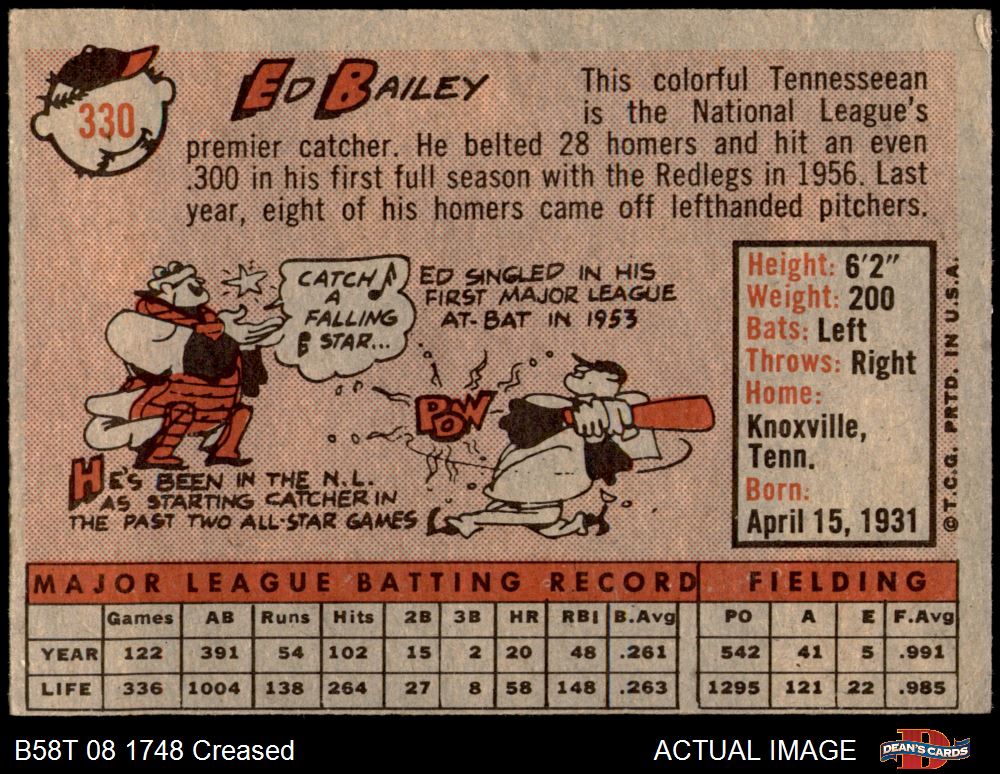 330
ED BAILEY
This colorful Tennesseean
is the National League's
premier catcher. He belted 28 homers and hit an even
.300 in his first full season with the Redlegs in 1956. Last
year, eight of his homers came off lefthanded pitchers.
CATCH
A
FALLING
STAR...
ED SINGLED IN HIS
FIRST MAJOR LEAGUE
AT-BAT IN 1953
POW
HE'S BEEN IN THE N.L.
AS STARTING CATCHER IN
THE PAST TWO ALL-STAR GAMES
Height: 6'2"
Weight: 200
Bats: Left
Throws: Right
Home:
Knoxville,
Tenn.
Born:
April 15, 1931
©T.C.G. PRTD. IN U.S.A.
MAJOR LEAGUE BATTING RECORD FIELDING
Games AB Runs Hits 2B 3B HR RBI B.Avg PO A E F.Avg
YEAR 122 391 54 102 15 2 20 48 .261 542 41 5 .991
LIFE 336 1004 138 264 27 8 58 148 .263 1295 121 22 .985
B58T 08 1748 Creased ACTUAL IMAGE DEAN'S CARDS